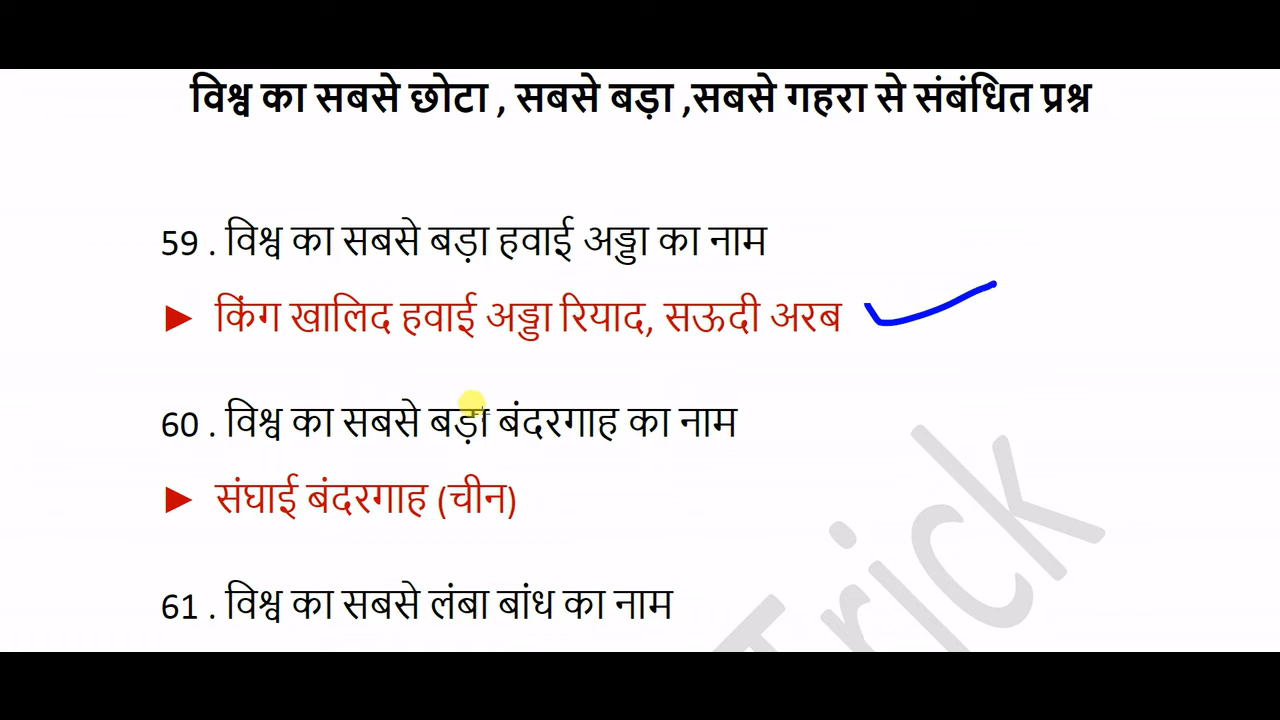 विश्व का सबसे छोटा , सबसे बड़ा ,सबसे गहरा से संबंधित प्रश्न
59 . विश्व का सबसे बड़ा हवाई अड्डा का नाम
► किंग खालिद हवाई अड्डा रियाद, सऊदी अरब
60 . विश्व का सबसे बड़ा बंदरगाह का नाम
► संघाई बंदरगाह (चीन)
61 . विश्व का सबसे लंबा बांध का नाम
Trick